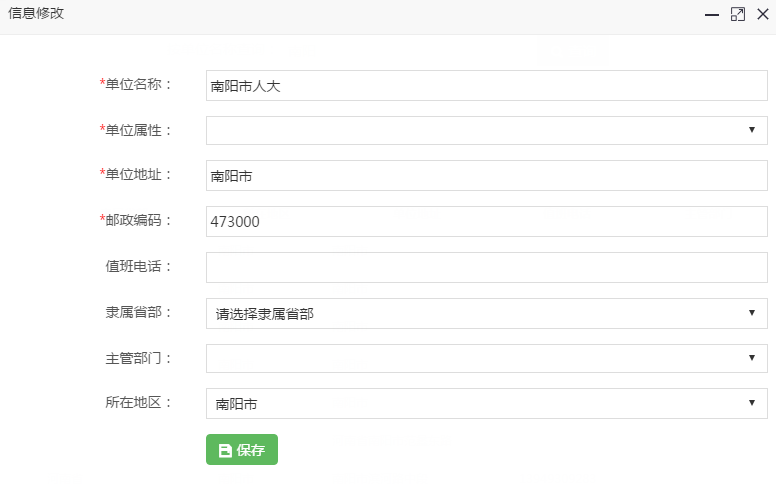 信息修改
*单位名称： 南阳市人大
*单位属性：
*单位地址： 南阳市
*邮政编码： 473000
值班电话：
隶属省部： 请选择隶属省部
主管部门：
所在地区： 南阳市
保存